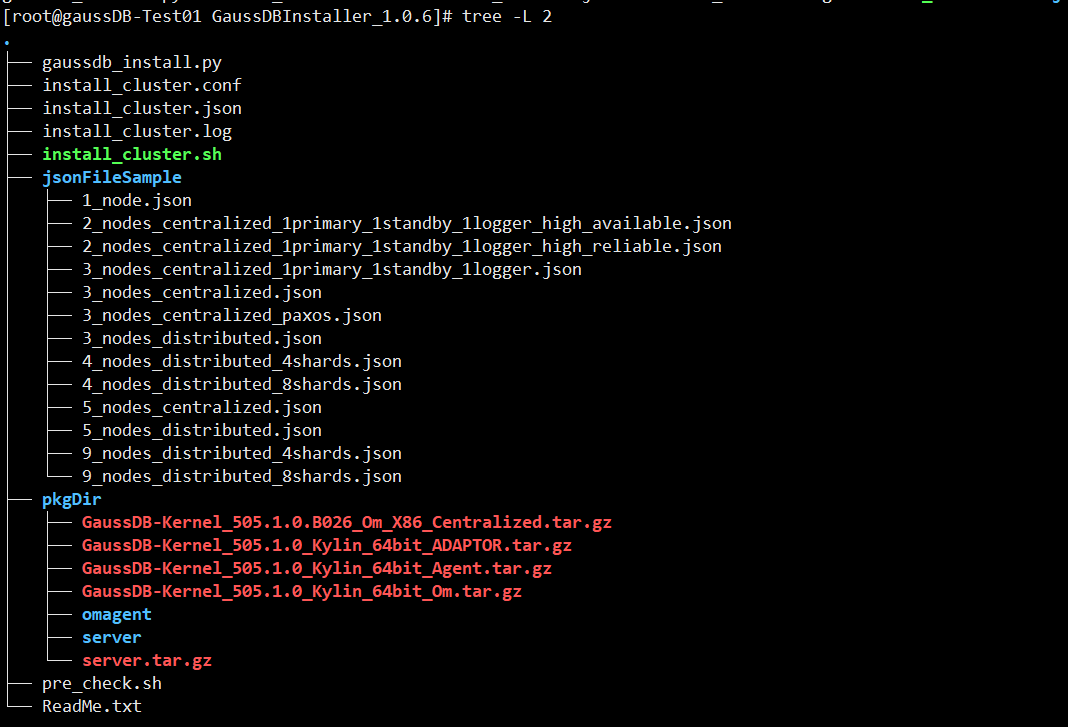 [root@gaussDB-Test01 GaussDBInstaller_1.0.6]# tree -L 2
.
├── gaussdb_install.py
├── install_cluster.conf
├── install_cluster.json
├── install_cluster.log
├── install_cluster.sh
├── jsonFileSample
│   ├── 1_node.json
│   ├── 2_nodes_centralized_1primary_1standby_1logger_high_available.json
│   ├── 2_nodes_centralized_1primary_1standby_1logger_high_reliable.json
│   ├── 3_nodes_centralized_1primary_1standby_1logger.json
│   ├── 3_nodes_centralized.json
│   ├── 3_nodes_centralized_paxos.json
│   ├── 3_nodes_distributed.json
│   ├── 4_nodes_distributed_4shards.json
│   ├── 4_nodes_distributed_8shards.json
│   ├── 5_nodes_centralized.json
│   ├── 5_nodes_distributed.json
│   ├── 9_nodes_distributed_4shards.json
│   └── 9_nodes_distributed_8shards.json
├── pkgDir
│   ├── GaussDB-Kernel_505.1.0.B026_Om_X86_Centralized.tar.gz
│   ├── GaussDB-Kernel_505.1.0_Kylin_64bit_ADAPTOR.tar.gz
│   ├── GaussDB-Kernel_505.1.0_Kylin_64bit_Agent.tar.gz
│   ├── GaussDB-Kernel_505.1.0_Kylin_64bit_Om.tar.gz
│   ├── omagent
│   ├── server
│   └── server.tar.gz
├── pre_check.sh
└── ReadMe.txt